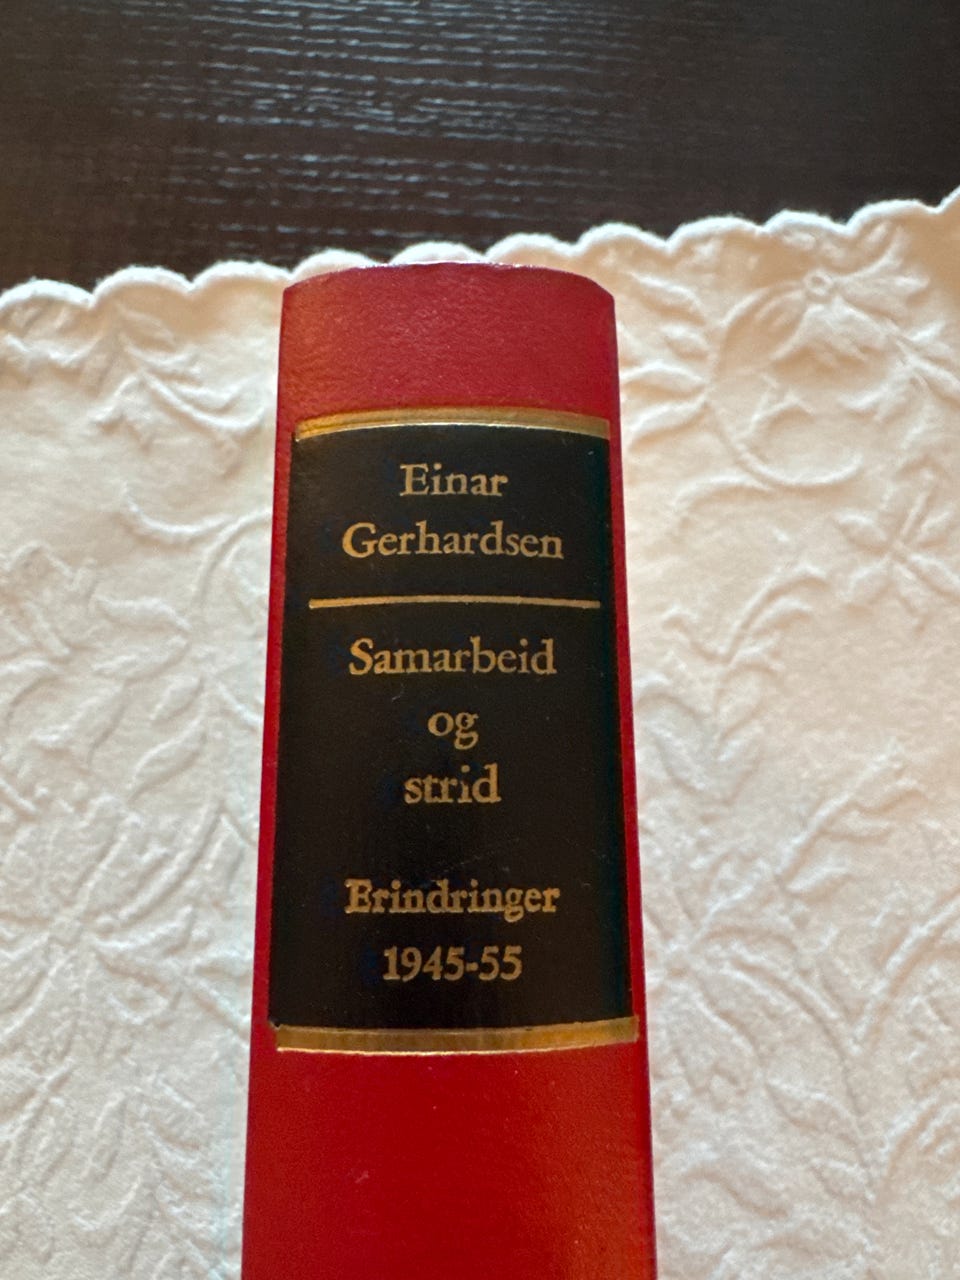 Einar
Gerhardsen
Samarbeid
og
strid
Erindringer
1945-55